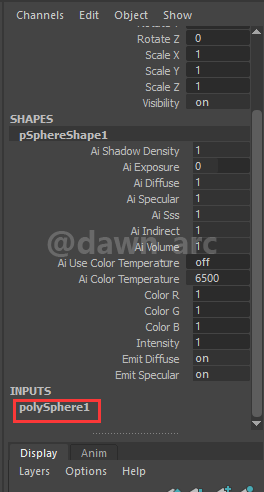 Channels Edit Object Show
Rotate Z 0
Scale X 1
Scale Y 1
Scale Z 1
Visibility on
SHAPES
pSphereShape1
Ai Shadow Density 1
Ai Exposure 0
Ai Diffuse 1
Ai Specular 1
Ai Sss 1
Ai Indirect 1
@dawn_arc
Ai Volume 1
Ai Use Color Temperature off
Ai Color Temperature 6500
Color R 1
Color G 1
Color B 1
Intensity 1
Emit Diffuse on
Emit Specular on
INPUTS
polySphere1
Display Anim
Layers Options Help